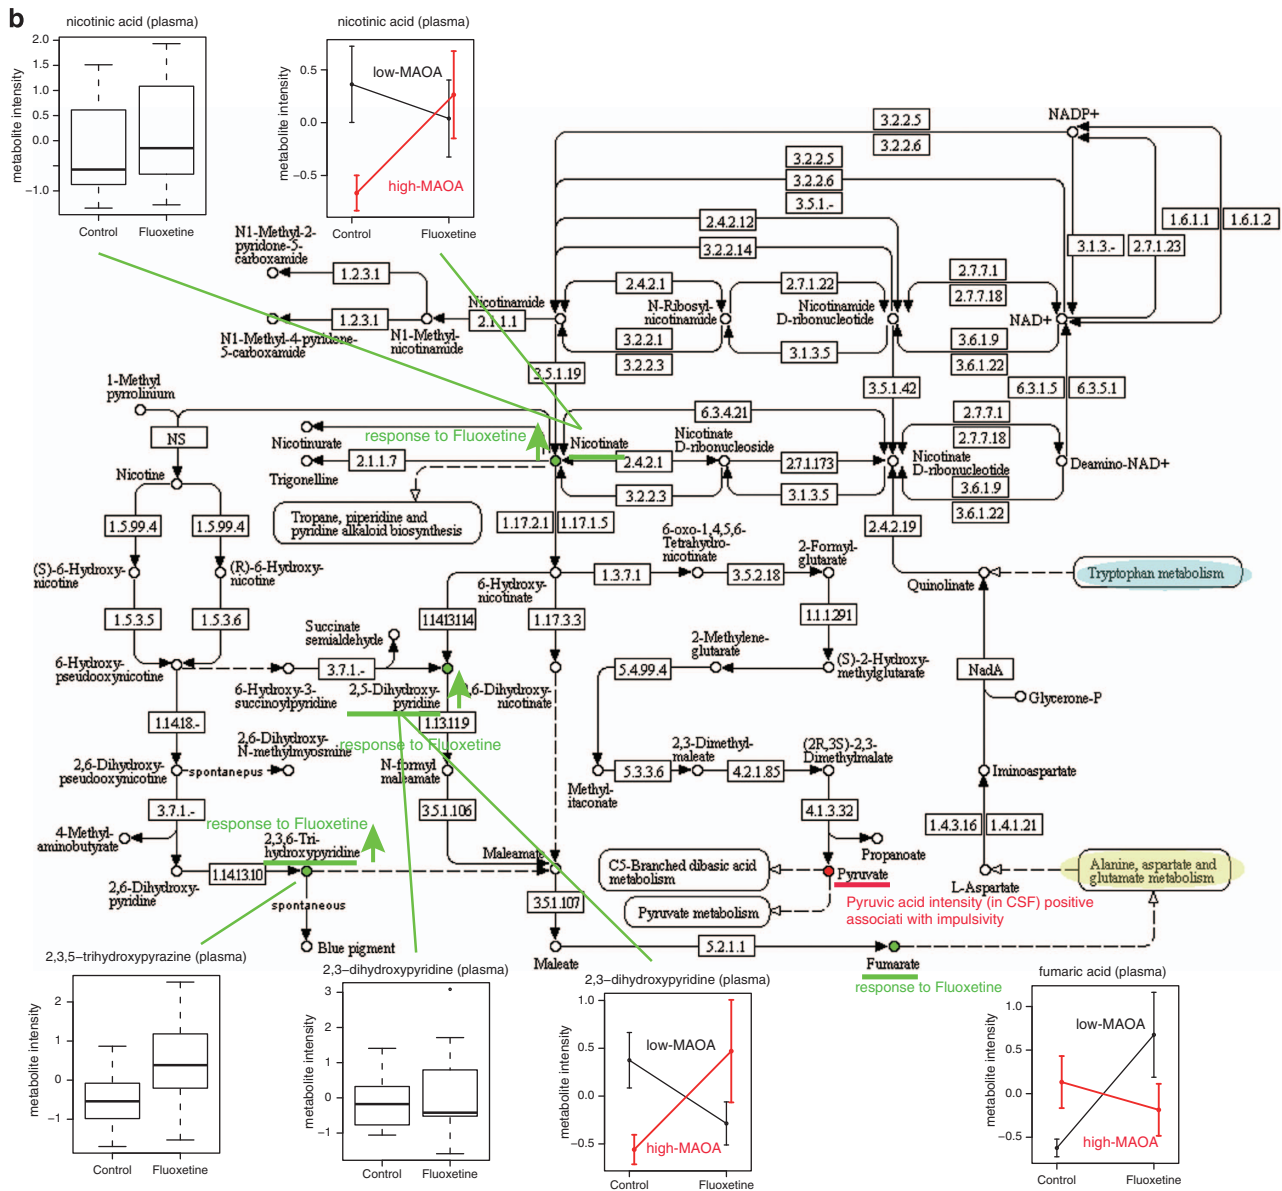 b
nicotinic acid (plasma)
nicotinic acid (plasma)
metabolite intensity
2.0
1.5
1.0
0.5
0.0
−1.0
Control
Fluoxetine
metabolite intensity
0.5
0.0
−0.5
low-MAOA
high-MAOA
Control
Fluoxetine
NADP+
3.2.2.5
3.2.2.6
3.2.2.5
3.2.2.6
3.5.1.-
2.4.2.12
3.2.2.14
1.6.1.1
1.6.1.2
3.1.3.-
2.7.1.23
N1-Methyl-2-
pyridone-5-
carboxamide
1.2.3.1
1.2.3.1
N1-Methyl-4-pyridone-
5-carboxamide
N1-Methyl-
nicotinamide
Nicotinamide
2.1.1.1
2.4.2.1
N-Ribosyl-
nicotinamide
3.2.2.1
3.2.2.3
2.7.1.22
Nicotinamide
D-ribonucleotide
3.1.3.5
2.7.7.1
2.7.7.18
NAD+
3.6.1.9
3.6.1.22
3.5.1.19
3.5.1.42
6.3.1.5
6.3.5.1
1-Methyl
pyrrolinium
NS
Nicotine
Nicotinurate
2.1.1.7
Trigonelline
response to Fluoxetine
Nicotinate
6.3.4.21
Nicotinate
D-ribonucleoside
2.4.2.1
2.7.1.173
3.2.2.3
3.1.3.5
Nicotinate
D-ribonucleotide
2.7.7.1
2.7.7.18
Deamino-NAD+
3.6.1.9
3.6.1.22
Tropane, piperidine and
pyridine alkaloid biosynthesis
1.17.2.1
1.17.1.5
2.4.2.19
1.5.99.4
1.5.99.4
(S)-6-Hydroxy-
nicotine
(R)-6-Hydroxy-
nicotine
1.5.3.5
1.5.3.6
6-Hydroxy-
pseudooxynicotine
6-oxo-1,4,5,6-
Tetrahydro-
nicotinate
2-Formyl-
glutarate
6-Hydroxy-
nicotinate
1.3.7.1
3.5.2.18
Quinolinate
Tryptophan metabolism
1.14.13.114
1.17.3.3
1.1.1.291
Succinate
semialdehyde
3.7.1.-
6-Hydroxy-3-
succinoylpyridine
2,5-Dihydroxy-
pyridine
2,6-Dihydroxy-
nicotinate
2-Methylene-
glutarate
5.4.99.4
(S)-2-Hydroxy-
methylglutarate
NadA
Glycerone-P
1.14.18.-
1.13.11.9
response to Fluoxetine
2,6-Dihydroxy-
N-methylmyosmine
2,6-Dihydroxy-
pseudooxynicotine
spontanepus
N-formyl
maleamate
2,3-Dimethyl-
maleate
(2R,3S)-2,3-
Dimethylmalate
5.3.3.6
4.2.1.85
Methyl-
itaconate
Iminoaspartate
3.7.1.-
3.5.1.106
4.1.3.32
1.4.3.16
1.4.1.21
response to Fluoxetine
4-Methyl-
aminobutyrate
2,3,6-Tri-
hydroxypyridine
Maleamate
Propanoate
C5-Branched dibasic acid
metabolism
Pyruvate
L-Aspartate
Alanine, aspartate and
glutamate metabolism
1.14.13.10
2,6-Dihydroxy-
pyridine
spontaneous
Blue pigment
3.5.1.107
Pyruvate metabolism
Pyruvic acid intensity (in CSF) positive
associati with impulsivity
Maleate
5.2.1.1
Fumarate
response to Fluoxetine
2,3,5−trihydroxypyrazine (plasma)
metabolite intensity
2
1
0
−1
Control
Fluoxetine
2,3−dihydroxypyridine (plasma)
metabolite intensity
3
2
1
0
−1
Control
Fluoxetine
2,3−dihydroxypyridine (plasma)
metabolite intensity
1.0
0.5
0.0
−0.5
low-MAOA
high-MAOA
Control
Fluoxetine
fumaric acid (plasma)
metabolite intensity
1.0
0.5
0.0
−0.5
low-MAOA
high-MAOA
Control
Fluoxetine